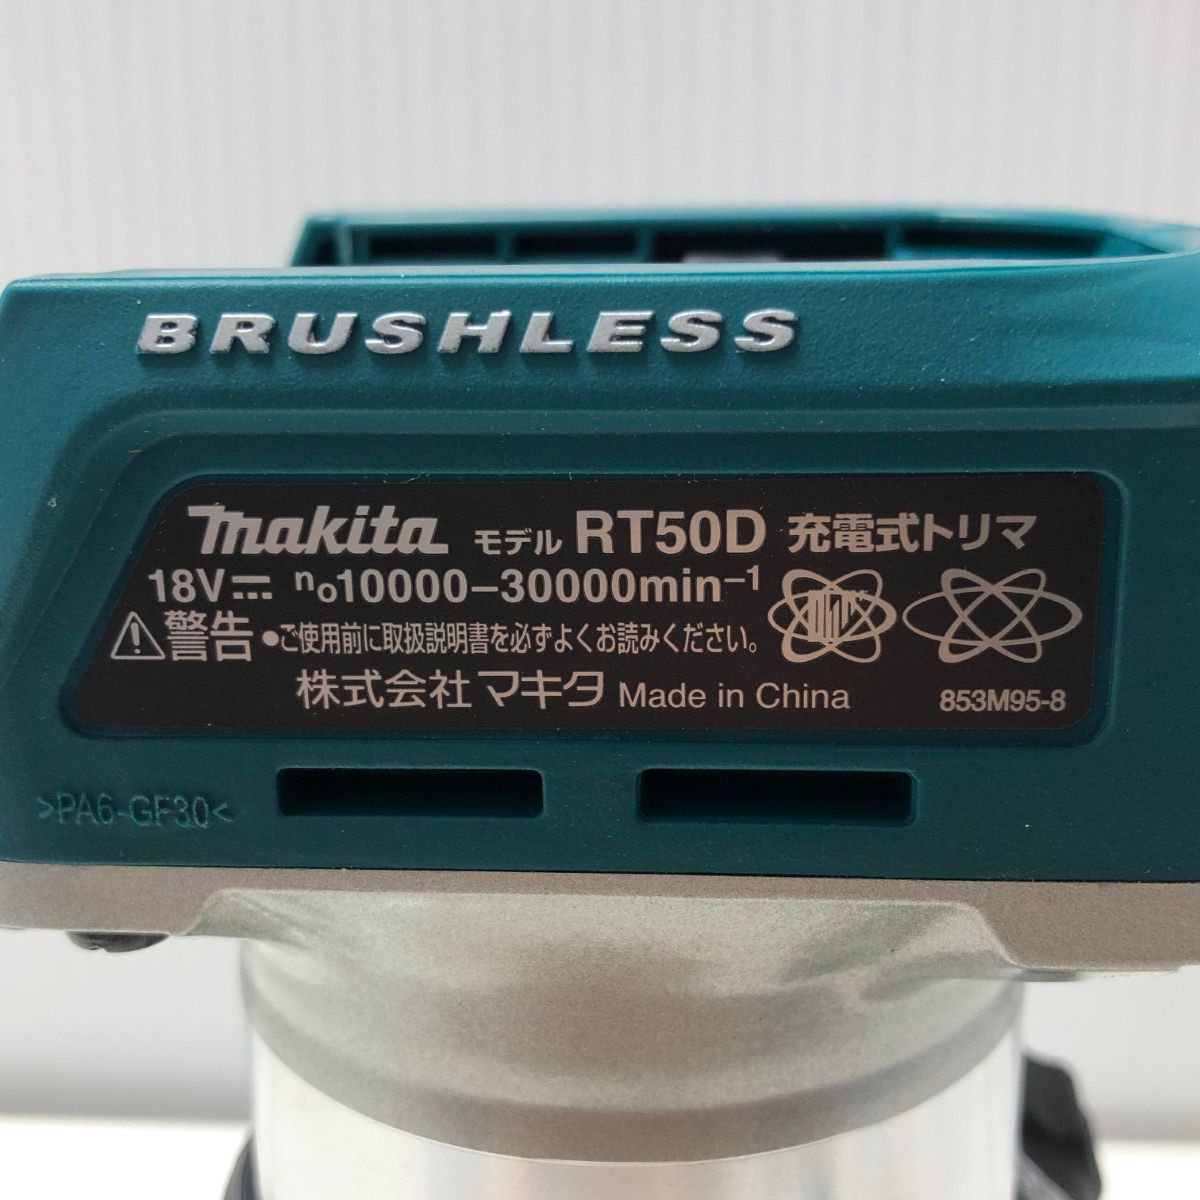 BRUSHLESS
makita モデル RT50D 充電式トリマ
18V⎓ n₀10000–30000min⁻¹
⚠警告 ●ご使用前に取扱説明書を必ずよくお読みください。
株式会社マキタ Made in China 853M95-8
>PA6-GF30<